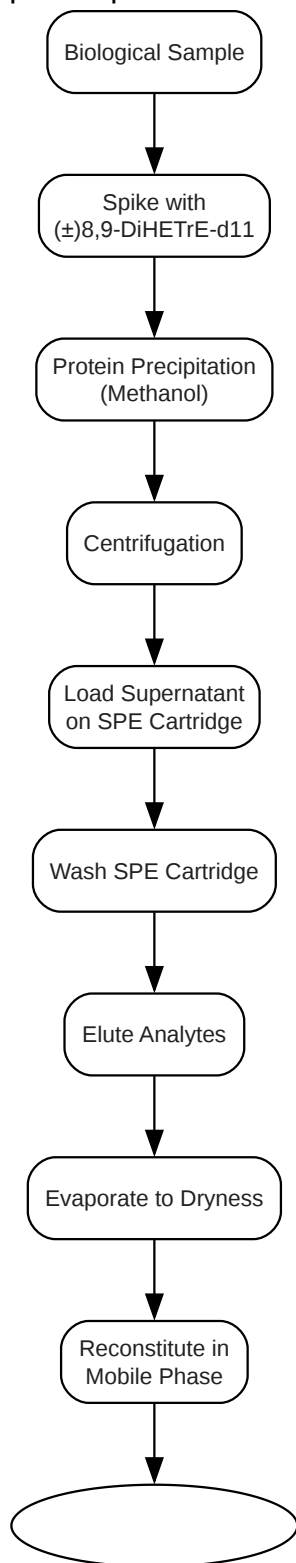 Biological Sample
Spike with
(±)8,9-DiHETrE-d11
Protein Precipitation
(Methanol)
Centrifugation
Load Supernatant
on SPE Cartridge
Wash SPE Cartridge
Elute Analytes
Evaporate to Dryness
Reconstitute in
Mobile Phase